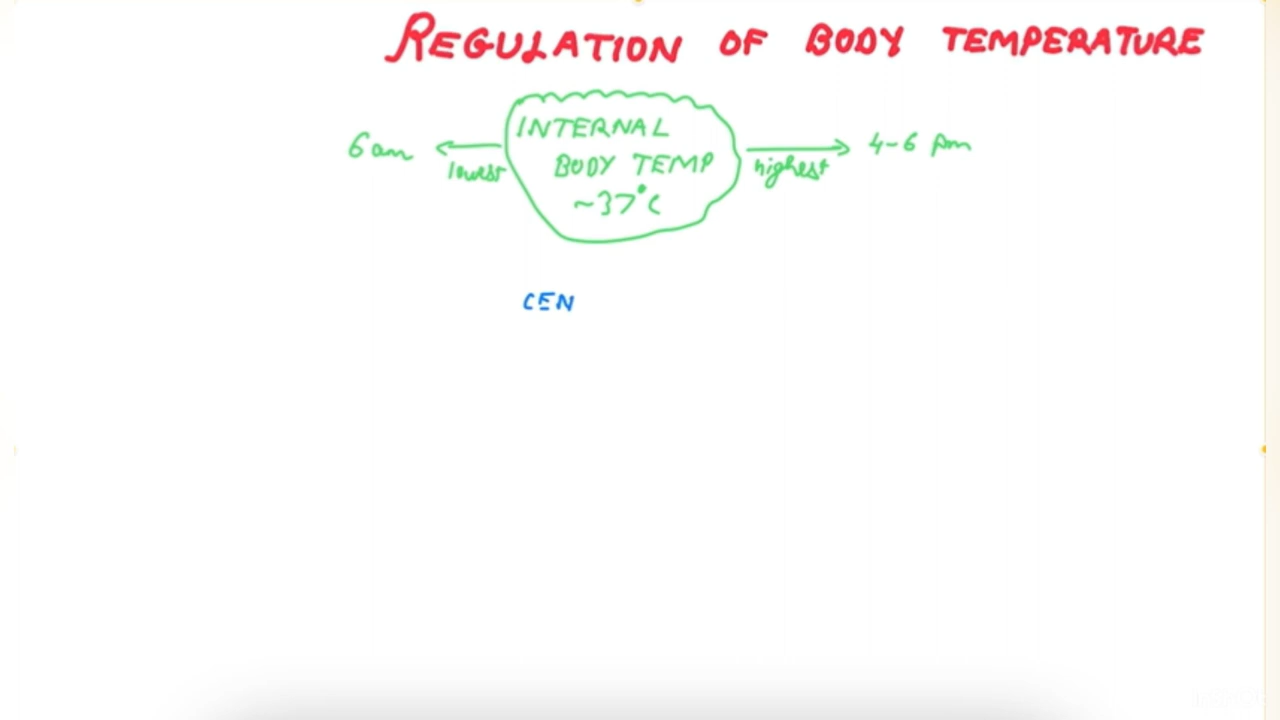 REGULATION OF BODY TEMPERATURE
INTERNAL
BODY TEMP
~37°C
6 am
lowest
highest
4-6 pm
CEN